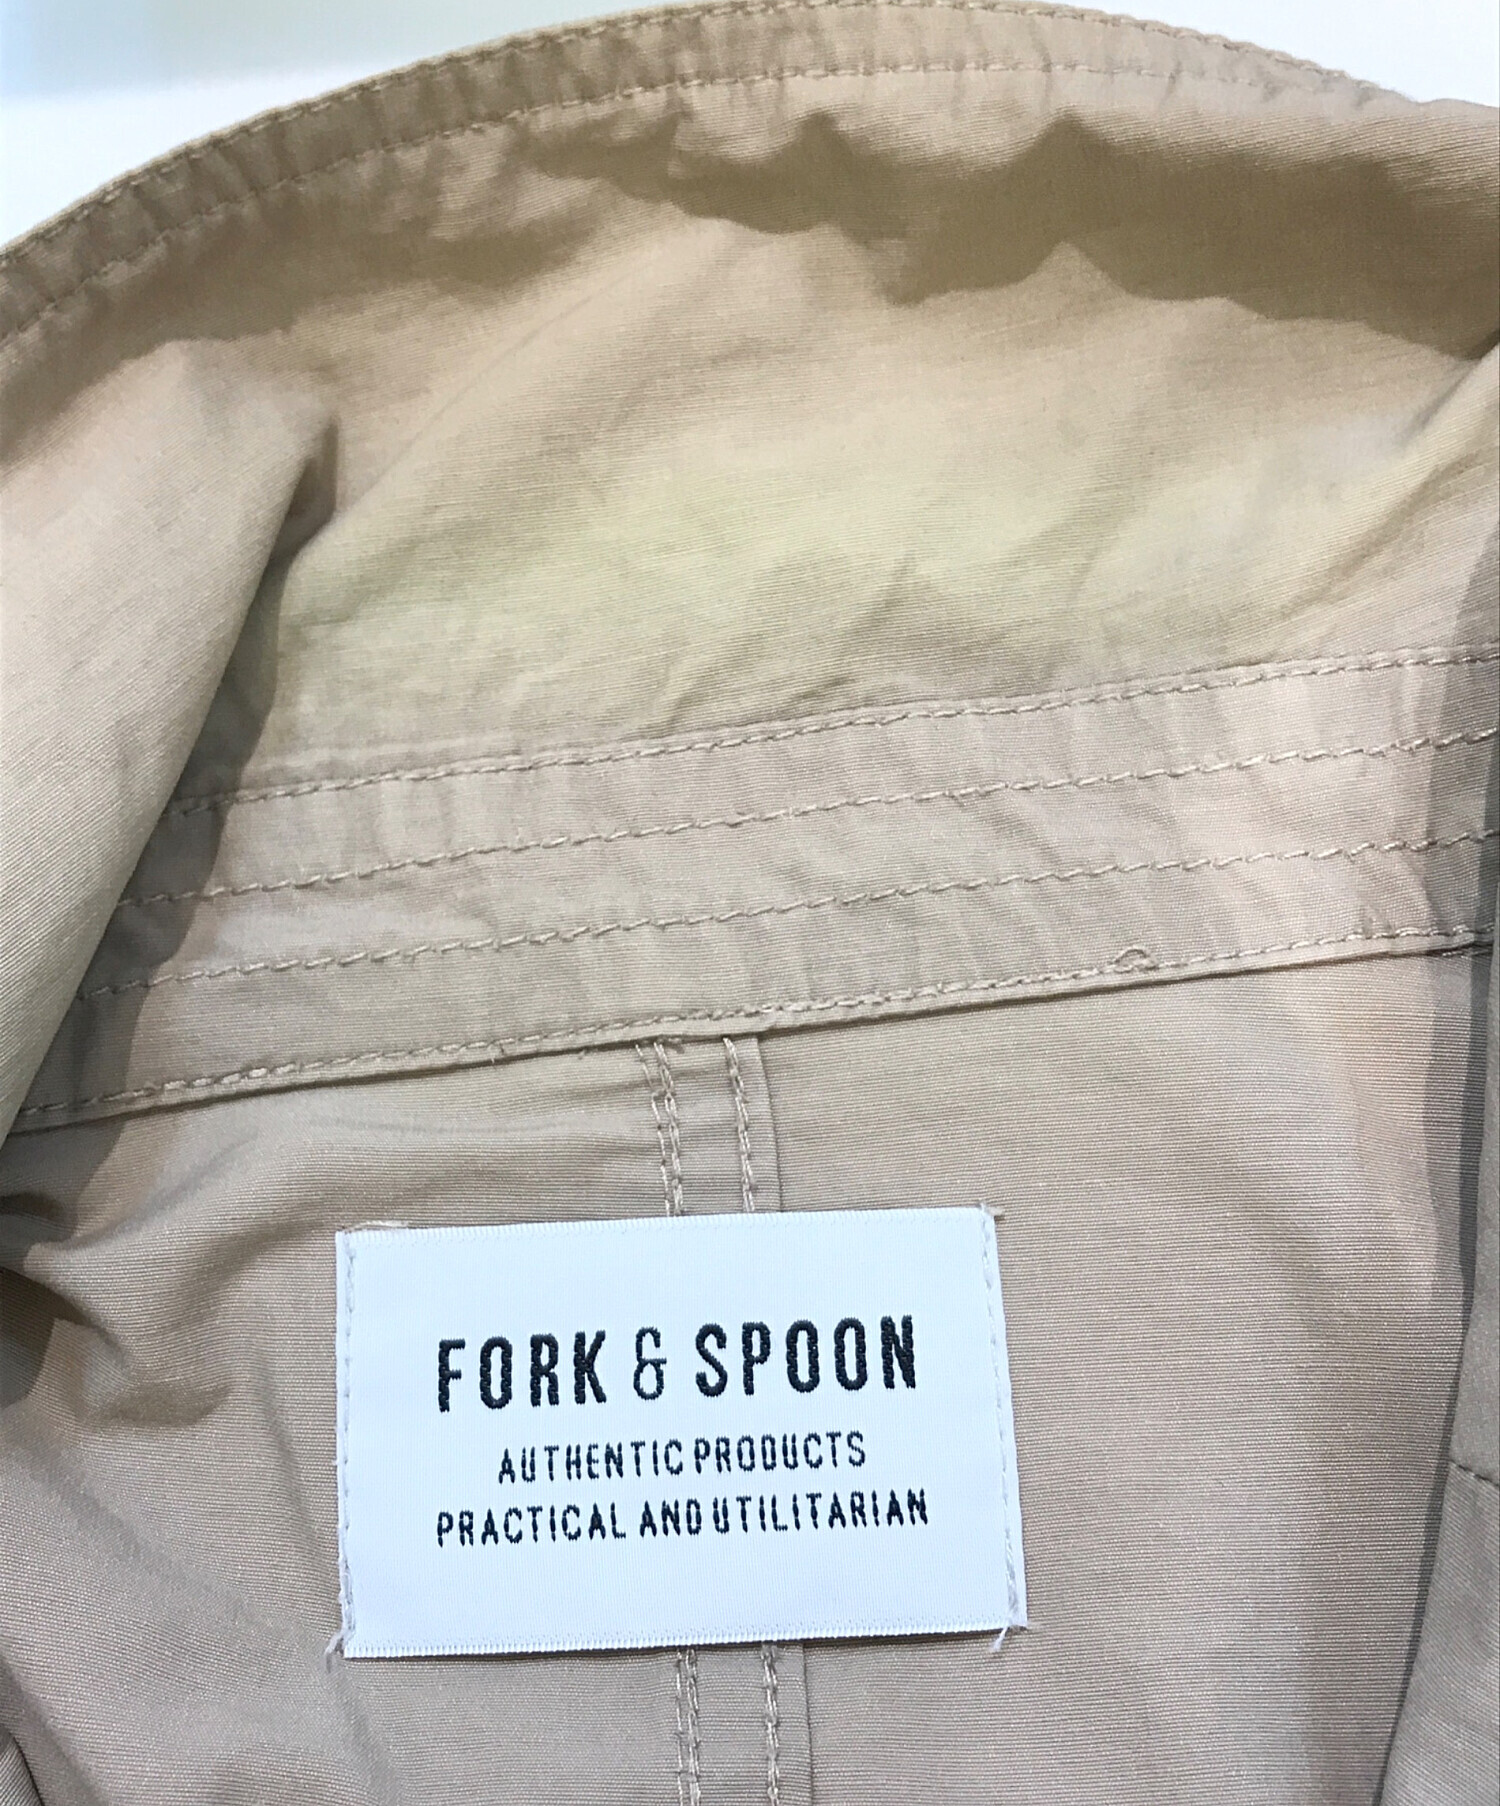 FORK & SPOON
AUTHENTIC PRODUCTS
PRACTICAL AND UTILITARIAN